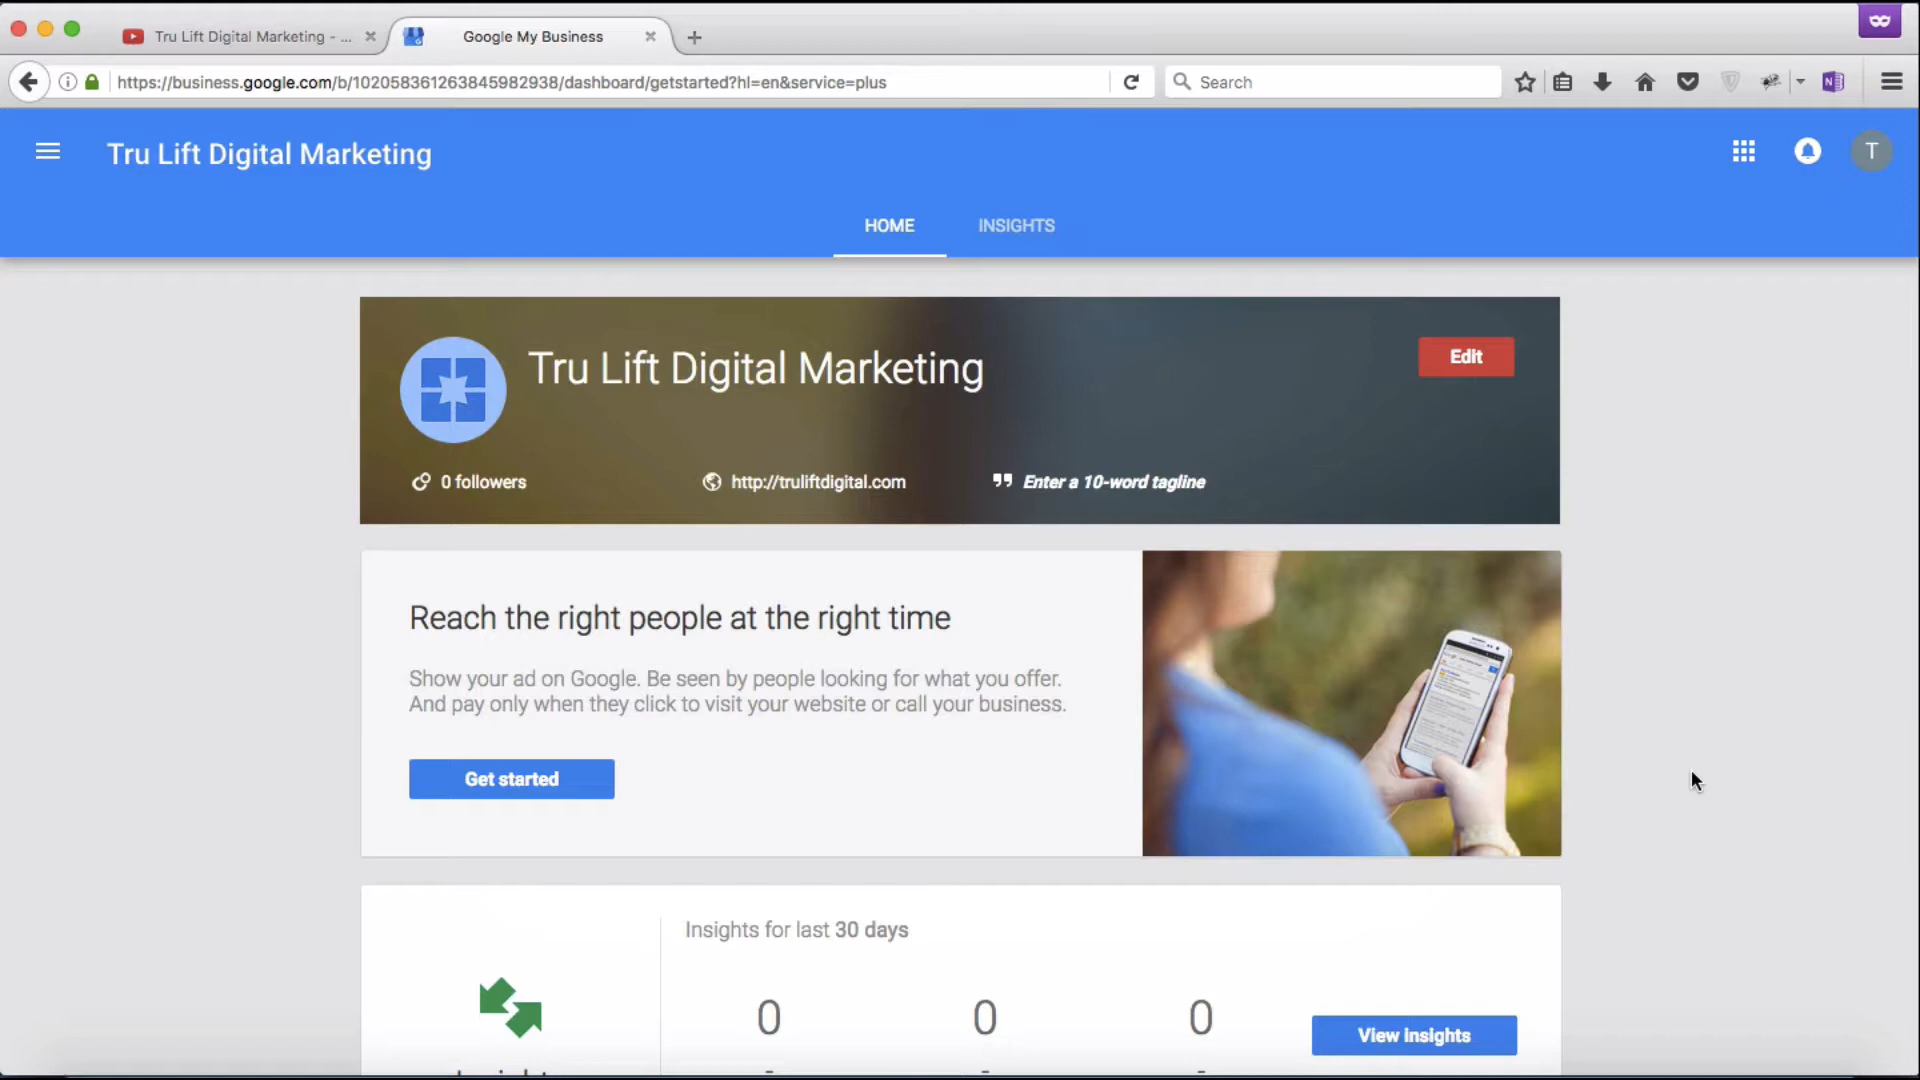 Tru Lift Digital Marketing - ...
Google My Business
https://business.google.com/b/102058361263845982938/dashboard/getstarted?hl=en&service=plus
Search
Tru Lift Digital Marketing
T
HOME
INSIGHTS
Tru Lift Digital Marketing
Edit
0 followers
http://truliftdigital.com
Enter a 10-word tagline
Reach the right people at the right time
Show your ad on Google. Be seen by people looking for what you offer.
And pay only when they click to visit your website or call your business.
Get started
Insights for last 30 days
0
0
0
View insights